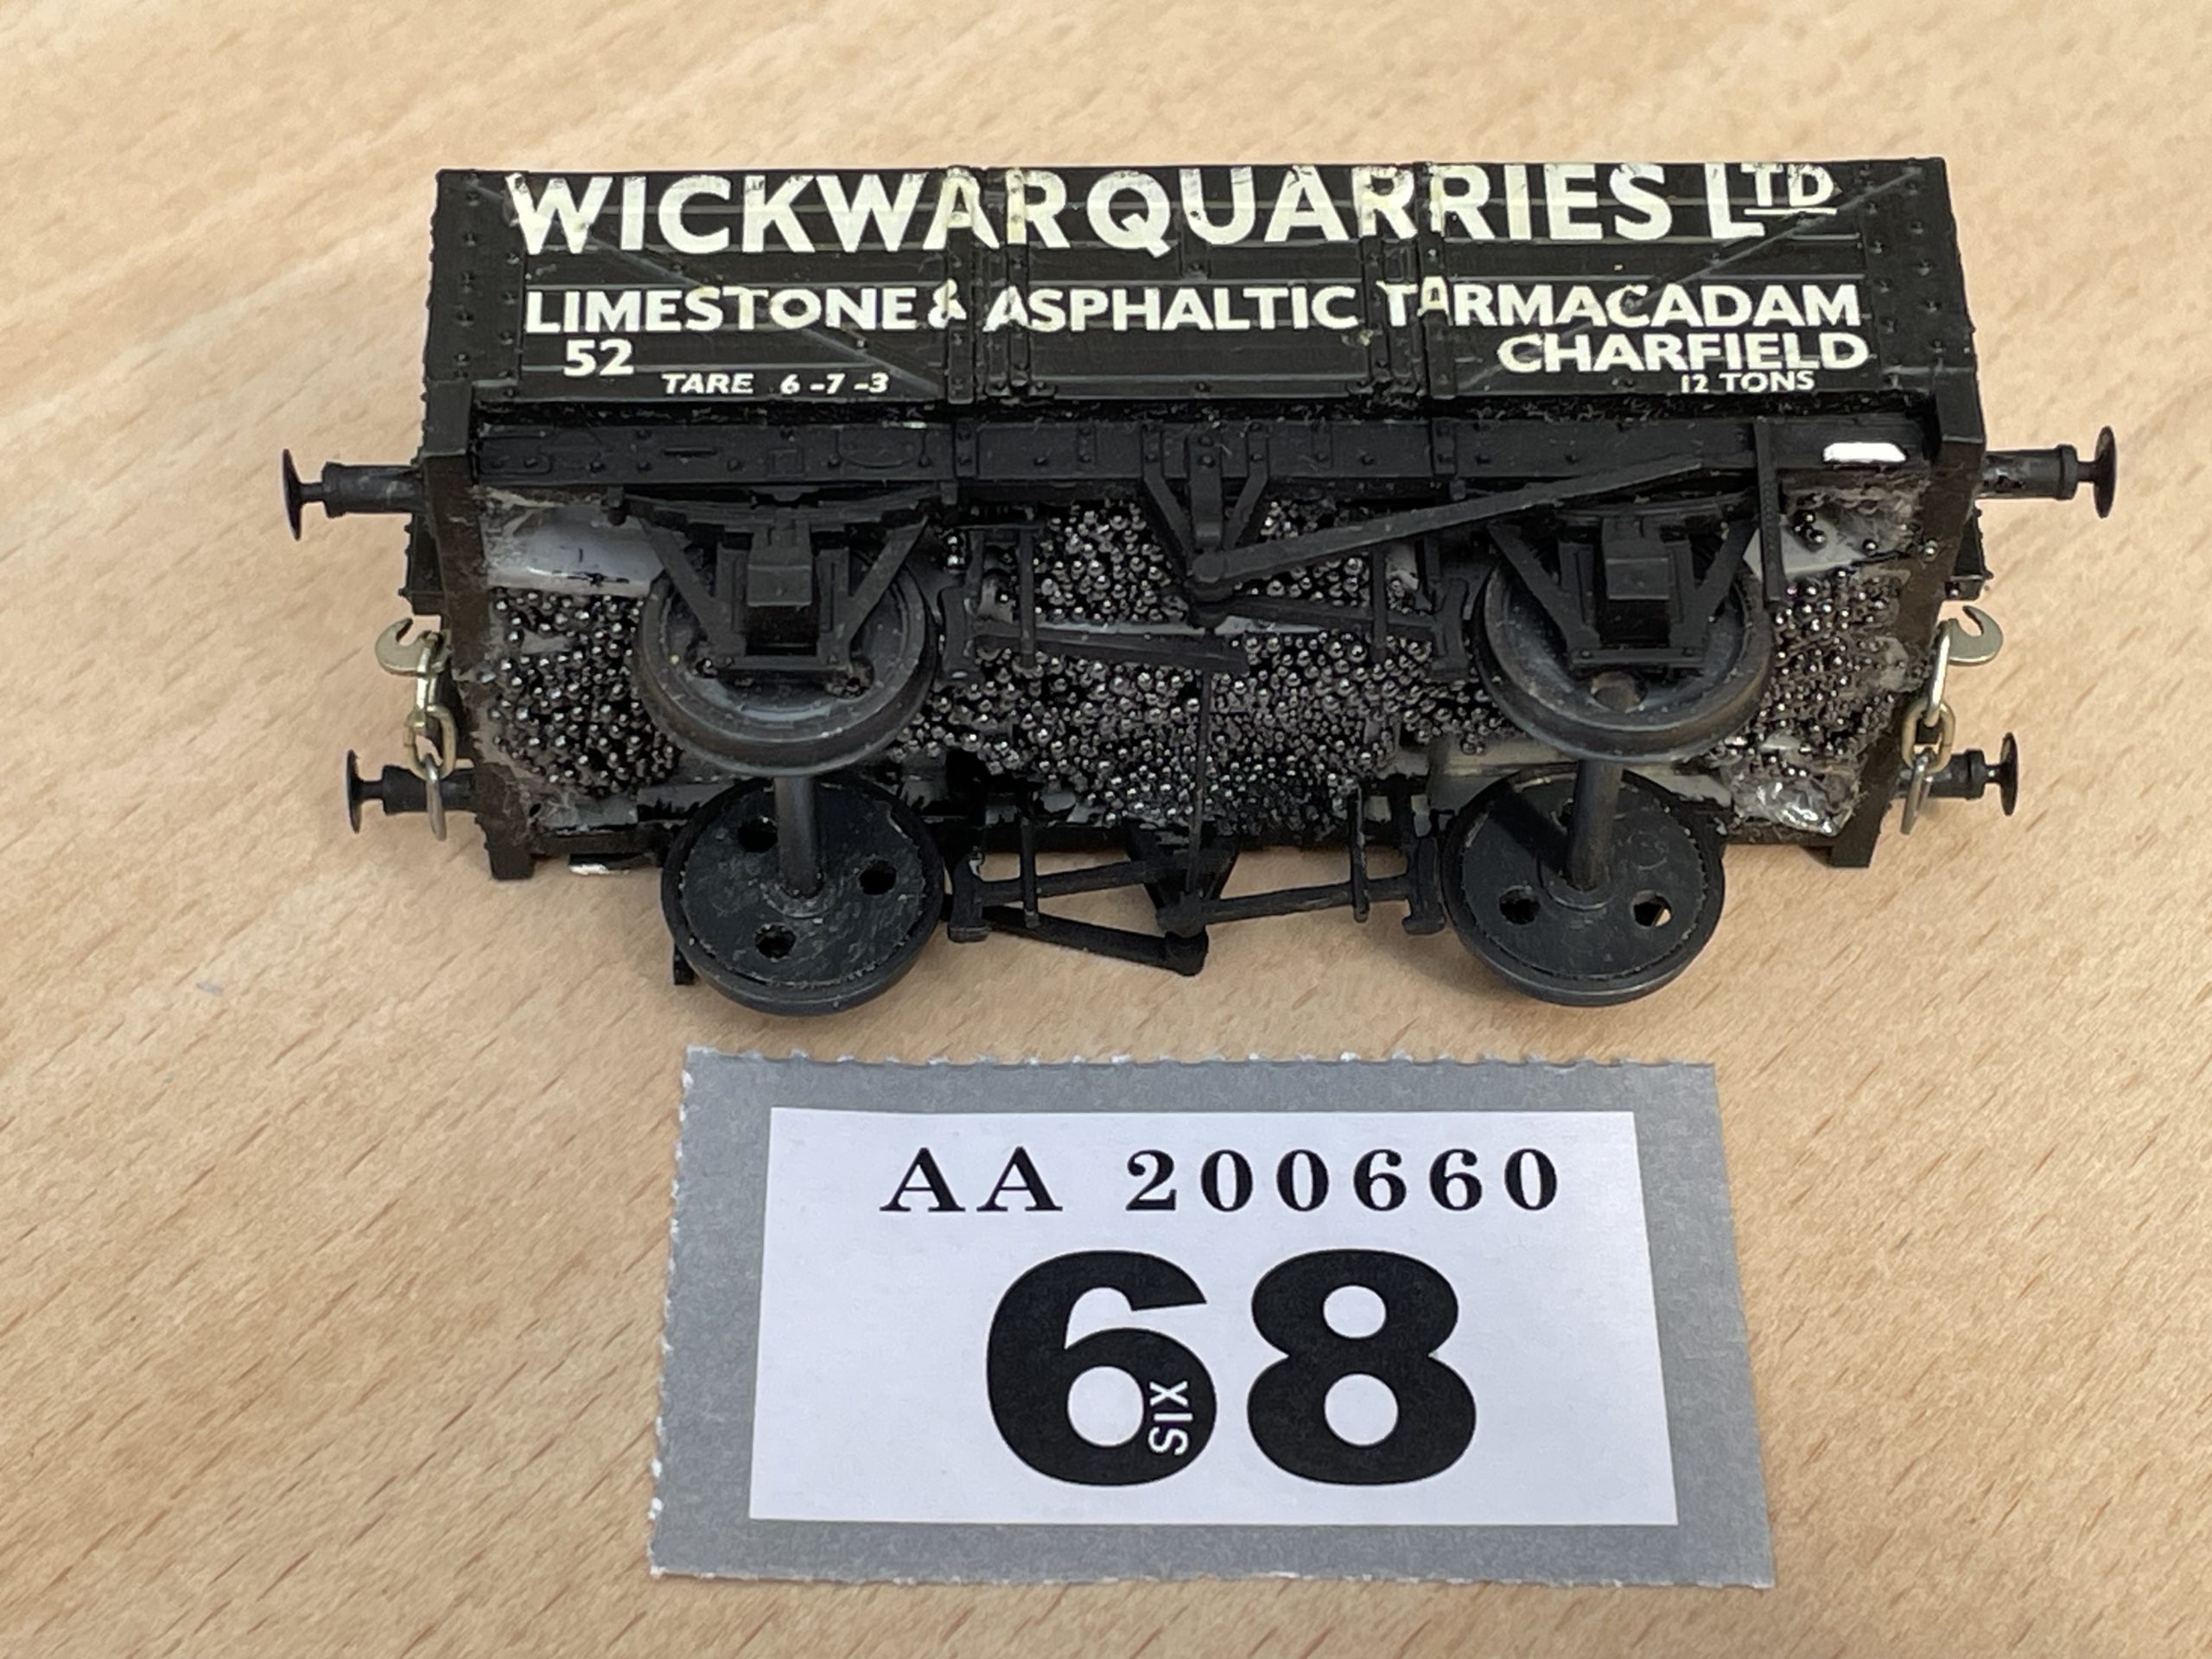 WICKWAR QUARRIES LTD
LIMESTONE & ASPHALTIC TARMACADAM
52 CHARFIELD
TARE 6-7-3 12 TONS
AA 200660
68
SIX